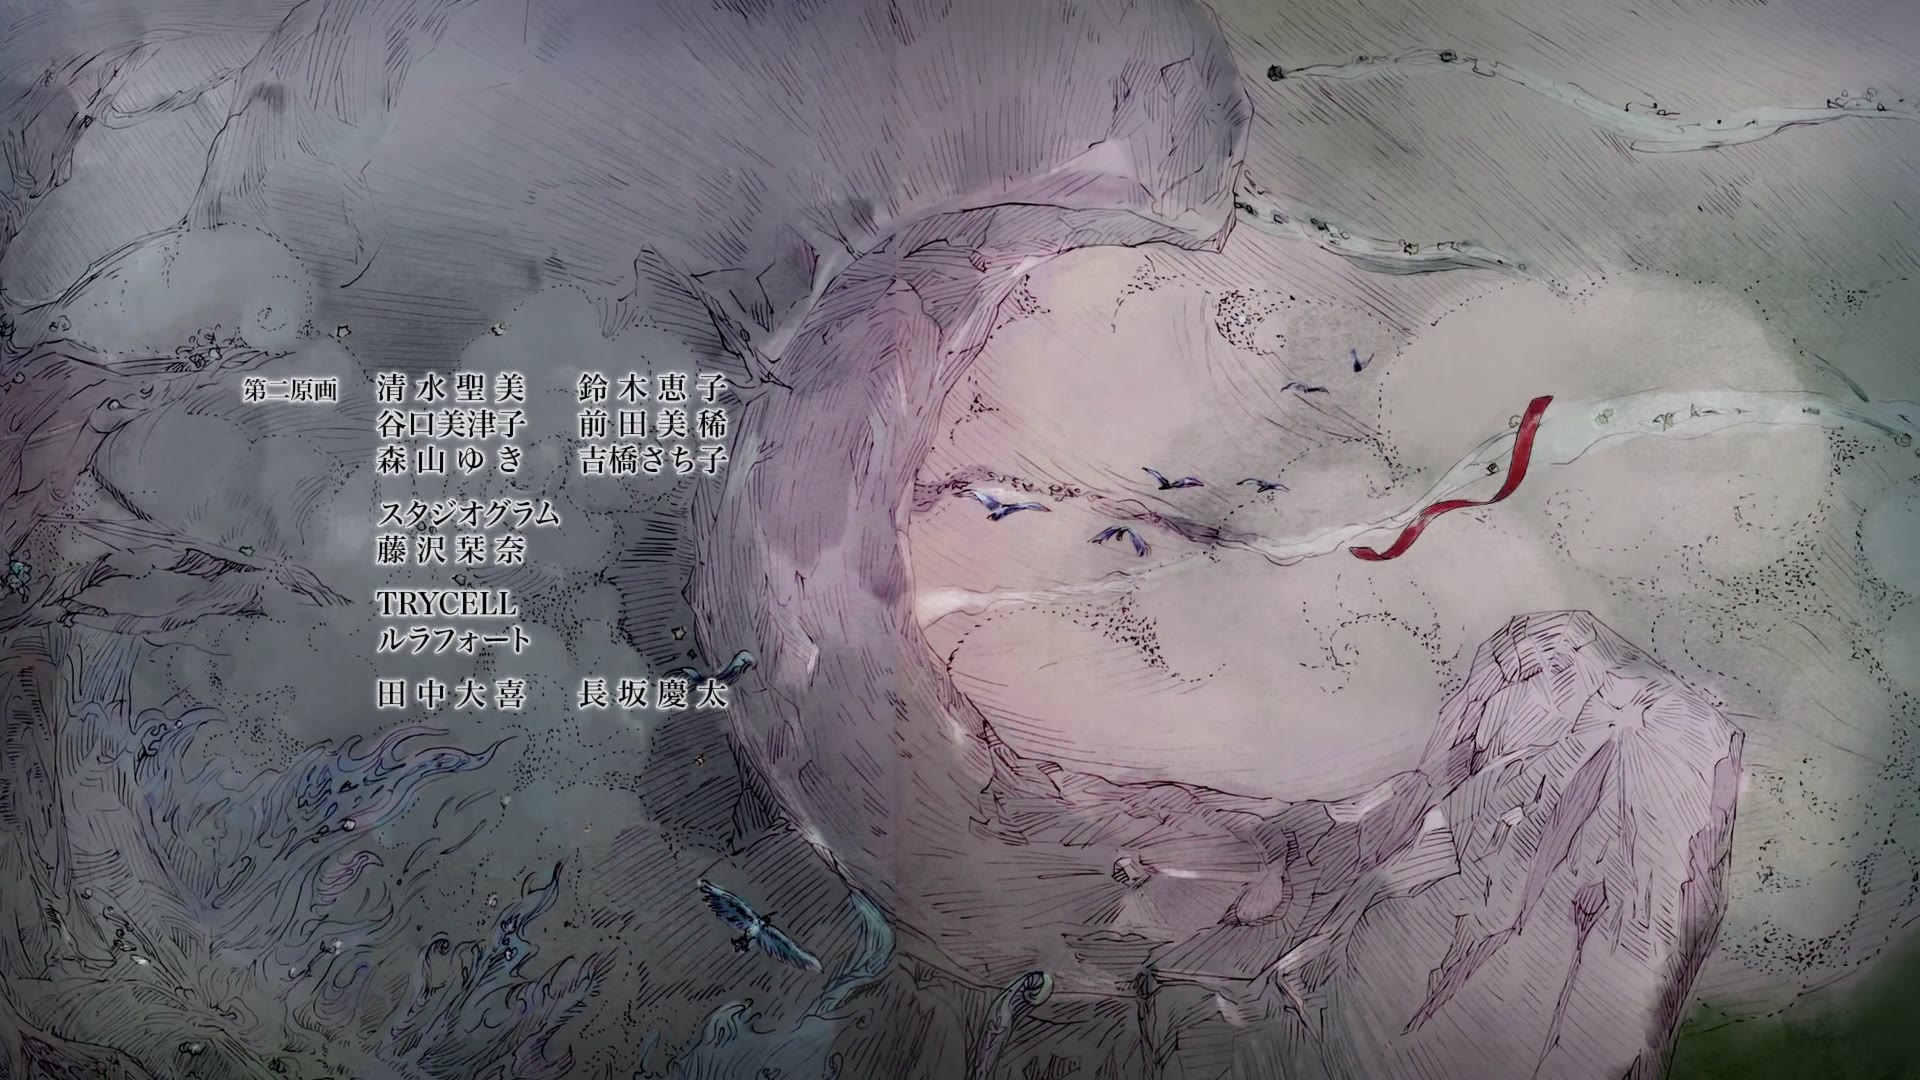 第二原画 清水聖美 鈴木恵子
谷口美津子 前田美稀
森山ゆき 吉橋さち子
スタジオグラム
藤沢栞奈
TRYCELL
ルラフォート
田中大喜 長坂慶太